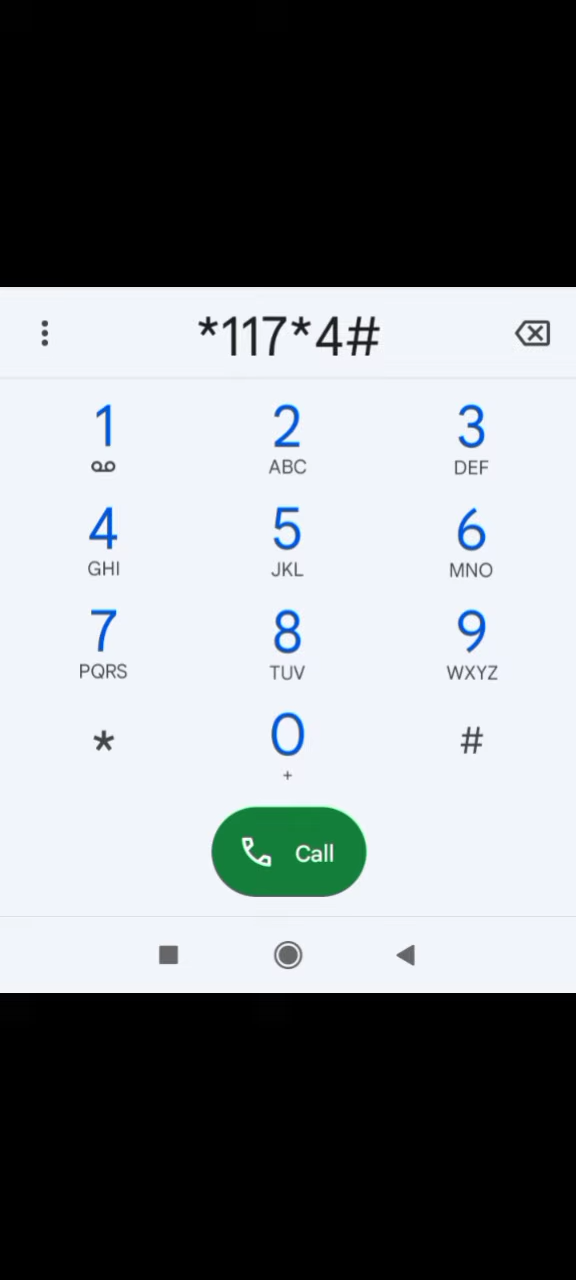 *117*4#
1 2 3
ABC DEF
4 5 6
GHI JKL MNO
7 8 9
PQRS TUV WXYZ
* 0 #
+
Call